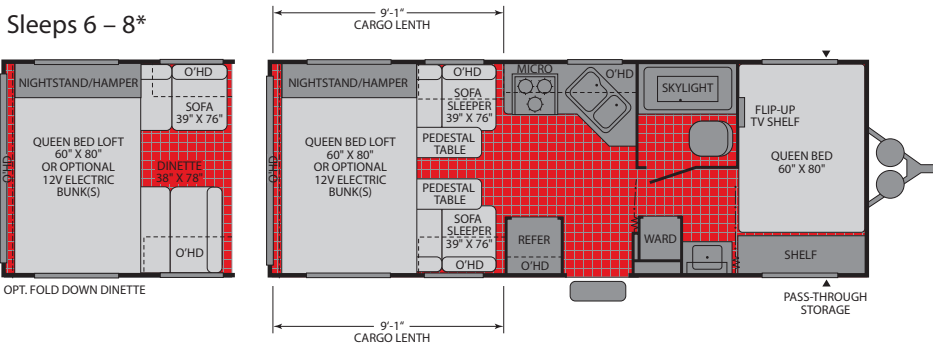 Sleeps 6 – 8*
9'-1"
CARGO LENTH
NIGHTSTAND/HAMPER
O'HD
SOFA
39" X 76"
QUEEN BED LOFT
60" X 80"
OR OPTIONAL
12V ELECTRIC
BUNK(S)
O'HD
DINETTE
38" X 78"
O'HD
OPT. FOLD DOWN DINETTE
NIGHTSTAND/HAMPER
O'HD
SOFA
SLEEPER
39" X 76"
QUEEN BED LOFT
60" X 80"
OR OPTIONAL
12V ELECTRIC
BUNK(S)
O'HD
PEDESTAL
TABLE
PEDESTAL
TABLE
SOFA
SLEEPER
39" X 76"
O'HD
MICRO
O'HD
SKYLIGHT
FLIP-UP
TV SHELF
QUEEN BED
60" X 80"
REFER
O'HD
WARD
SHELF
PASS-THROUGH
STORAGE
9'-1"
CARGO LENTH